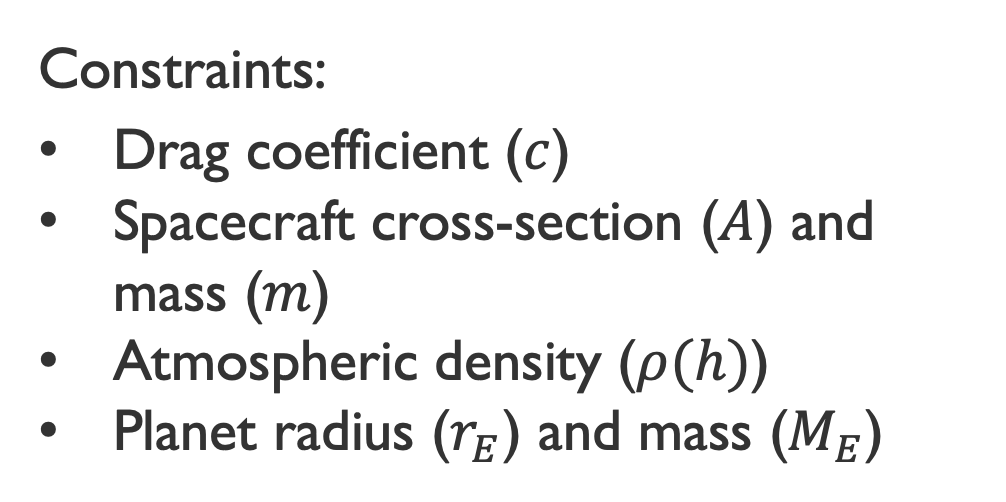 Constraints:
• Drag coefficient (c)
• Spacecraft cross-section (A) and
mass (m)
• Atmospheric density (ρ(h))
• Planet radius (r_E) and mass (M_E)